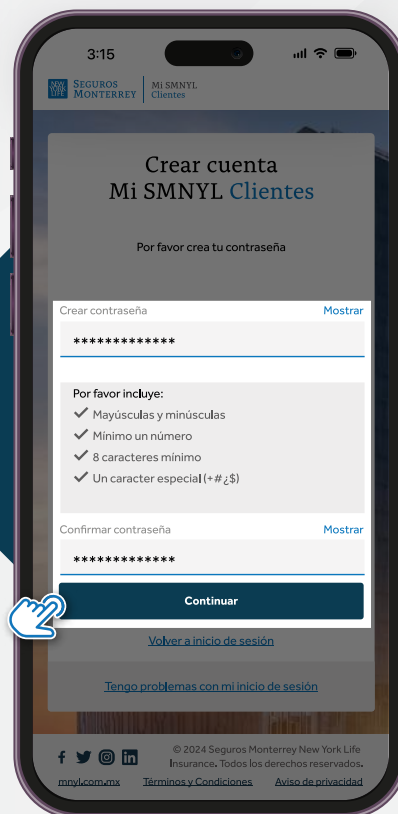 3:15
NEW YORK LIFE
SEGUROS MONTERREY
Mi SMNYL Clientes
Crear cuenta
Mi SMNYL Clientes
Por favor crea tu contraseña
Crear contraseña Mostrar
*************
Por favor incluye:
Mayúsculas y minúsculas
Mínimo un número
8 caracteres mínimo
Un caracter especial (+#¿$)
Confirmar contraseña Mostrar
*************
Continuar
Volver a inicio de sesión
Tengo problemas con mi inicio de sesión
© 2024 Seguros Monterrey New York Life
Insurance. Todos los derechos reservados.
mnyl.com.mx Términos y Condiciones Aviso de privacidad